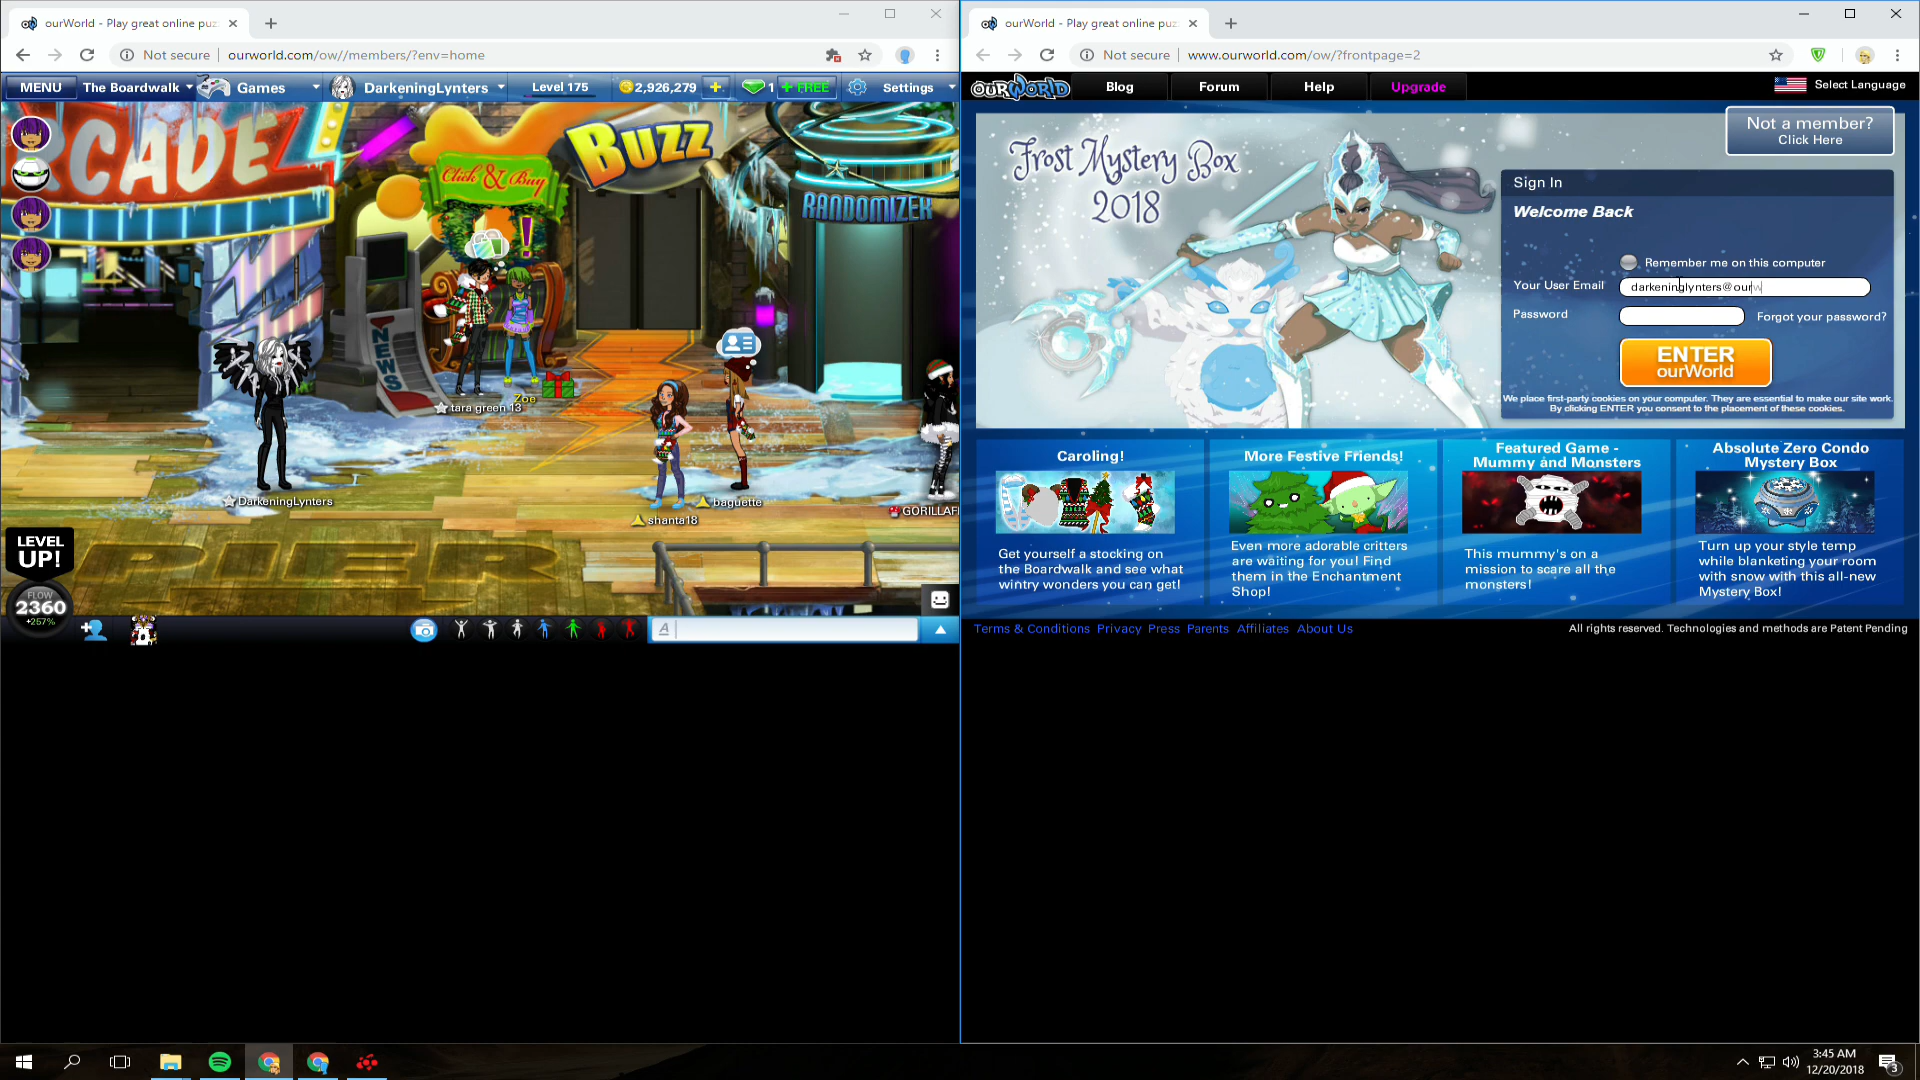 ourWorld - Play great online puz
Not secure
ourworld.com/ow//members/?env=home
MENU
The Boardwalk
Games
DarkeningLynters
Level 175
2,926,279
+
1
+ FREE
Settings
RCADE
Click & Buy
BUZZ
RANDOMIZER
NEWS
Zoe
tara green 13
DarkeningLynters
baguette
shanta18
GORILLAF
PIER
LEVEL
UP!
FLOW
2360
+257%
A
ourWorld - Play great online puz
Not secure
www.ourworld.com/ow/?frontpage=2
OURWORLD
Blog
Forum
Help
Upgrade
Select Language
Not a member?
Click Here
Frost Mystery Box
2018
Sign In
Welcome Back
Remember me on this computer
Your User Email
darkeninglynters@ourw
Password
Forgot your password?
ENTER
ourWorld
We place first-party cookies on your computer. They are essential to make our site work.
By clicking ENTER you consent to the placement of these cookies.
Caroling!
Get yourself a stocking on
the Boardwalk and see what
wintry wonders you can get!
More Festive Friends!
Even more adorable critters
are waiting for you! Find
them in the Enchantment
Shop!
Featured Game -
Mummy and Monsters
This mummy's on a
mission to scare all the
monsters!
Absolute Zero Condo
Mystery Box
Turn up your style temp
while blanketing your room
with snow with this all-new
Mystery Box!
Terms & Conditions Privacy Press Parents Affiliates About Us
All rights reserved. Technologies and methods are Patent Pending
3:45 AM
12/20/2018
3